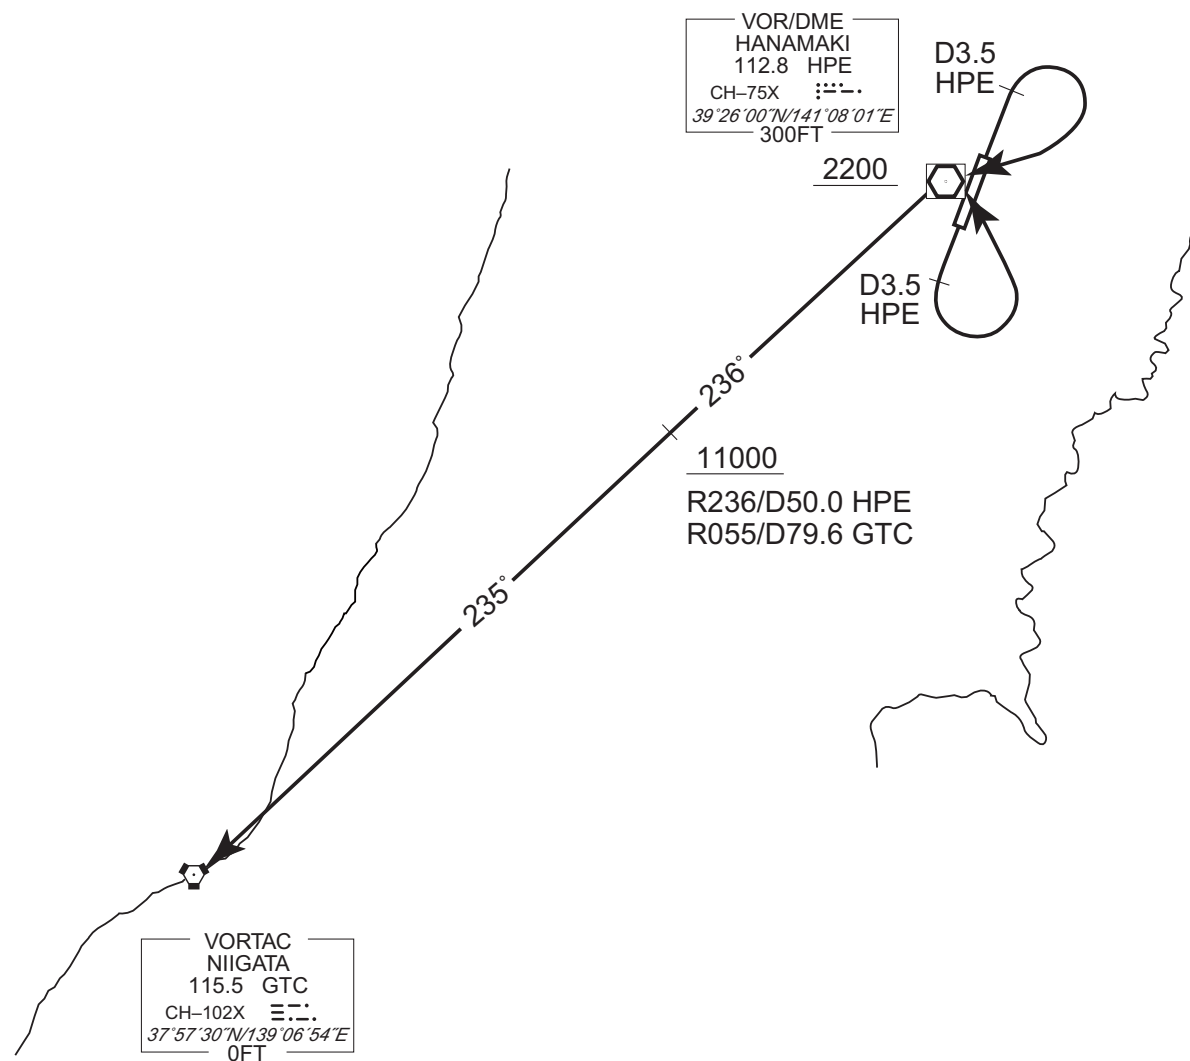 VOR/DME
HANAMAKI
112.8 HPE
CH–75X
39°26´00˝N/141°08´01˝E
300FT
D3.5
HPE
2200
D3.5
HPE
236°
11000
R236/D50.0 HPE
R055/D79.6 GTC
235°
VORTAC
NIIGATA
115.5 GTC
CH–102X
37°57´30˝N/139°06´54˝E
0FT